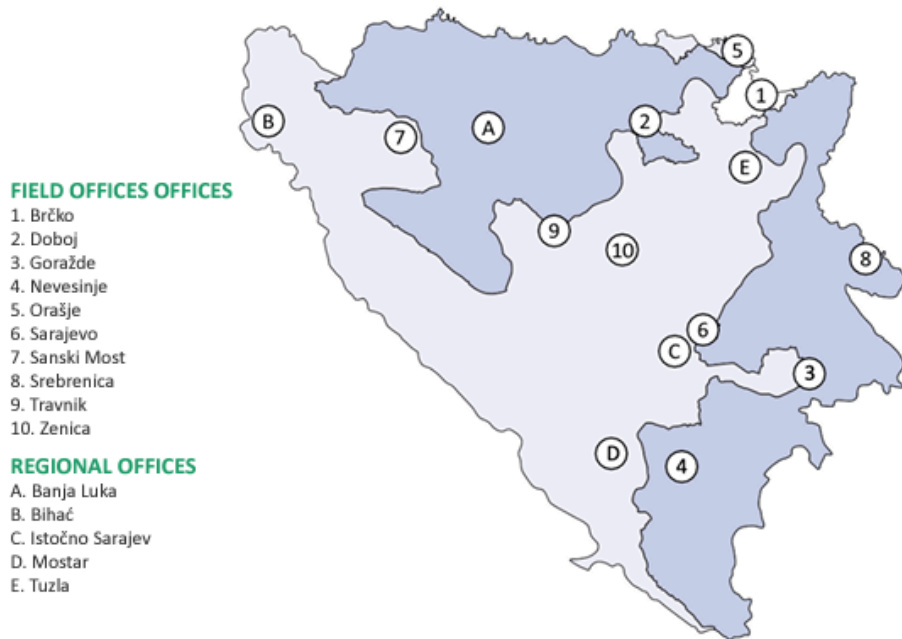 FIELD OFFICES OFFICES
1. Brčko
2. Doboj
3. Goražde
4. Nevesinje
5. Orašje
6. Sarajevo
7. Sanski Most
8. Srebrenica
9. Travnik
10. Zenica
REGIONAL OFFICES
A. Banja Luka
B. Bihać
C. Istočno Sarajev
D. Mostar
E. Tuzla
5
1
B
7
A
2
E
9
10
8
6
C
3
D
4